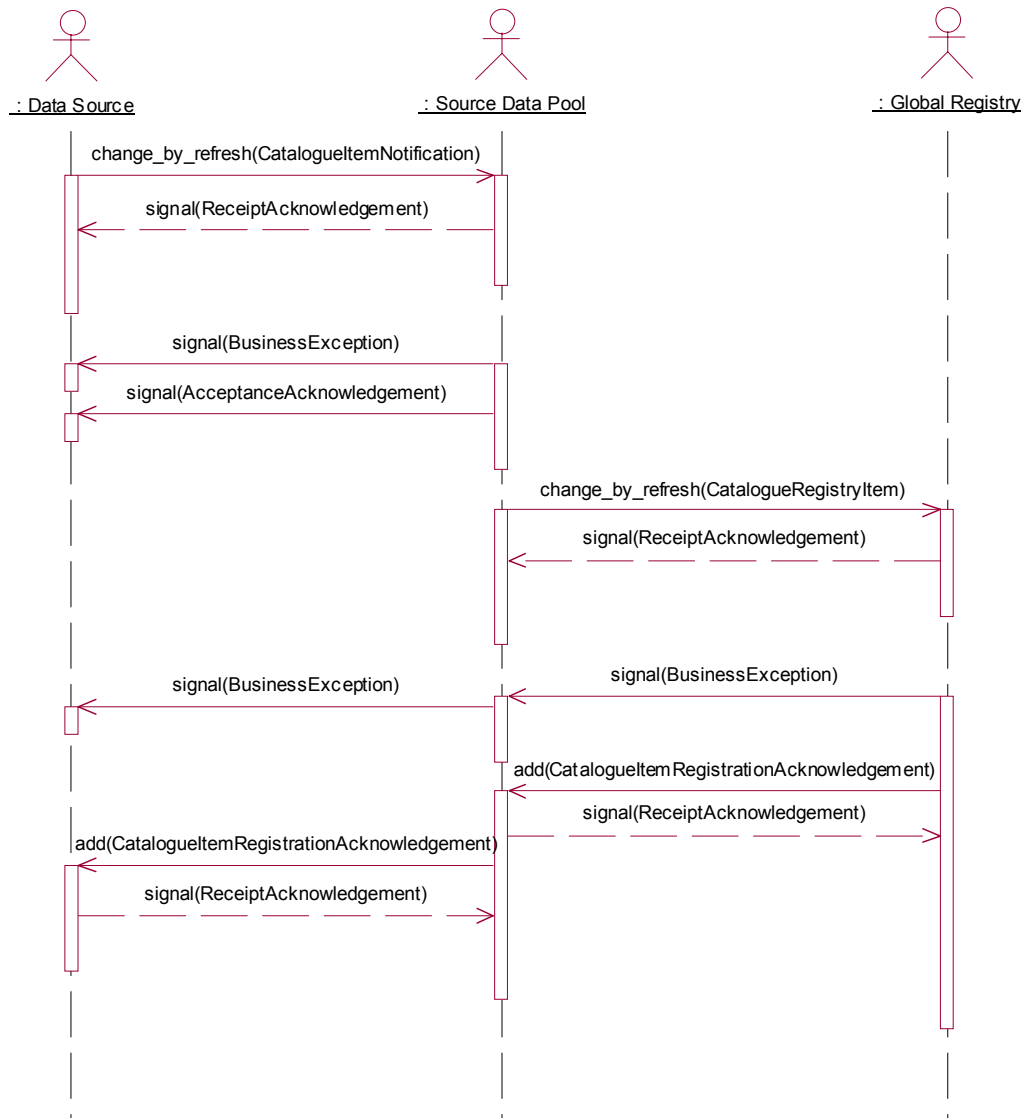 : Data Source
: Source Data Pool
: Global Registry
change_by_refresh(CatalogueItemNotification)
signal(ReceiptAcknowledgement)
signal(BusinessException)
signal(AcceptanceAcknowledgement)
change_by_refresh(CatalogueRegistryItem)
signal(ReceiptAcknowledgement)
signal(BusinessException)
signal(BusinessException)
add(CatalogueItemRegistrationAcknowledgement)
signal(ReceiptAcknowledgement)
add(CatalogueItemRegistrationAcknowledgement)
signal(ReceiptAcknowledgement)